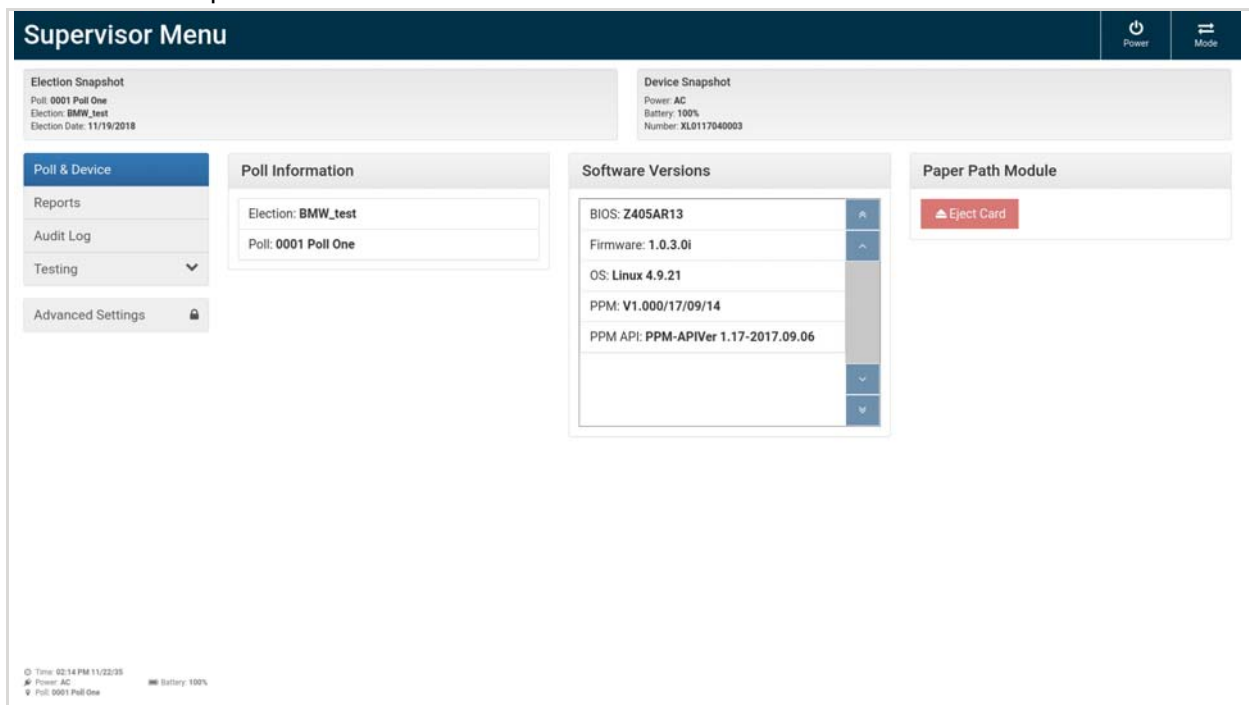 Supervisor Menu
Power
Mode
Election Snapshot
Poll: 0001 Poll One
Election: BMW_test
Election Date: 11/19/2018
Device Snapshot
Power: AC
Battery: 100%
Number: XL0117040003
Poll & Device
Reports
Audit Log
Testing
Advanced Settings
Poll Information
Election: BMW_test
Poll: 0001 Poll One
Software Versions
BIOS: Z405AR13
Firmware: 1.0.3.0i
OS: Linux 4.9.21
PPM: V1.000/17/09/14
PPM API: PPM-APIVer 1.17-2017.09.06
Paper Path Module
Eject Card
Time: 02:14 PM 11/22/35
Power: AC
Battery: 100%
Poll: 0001 Poll One